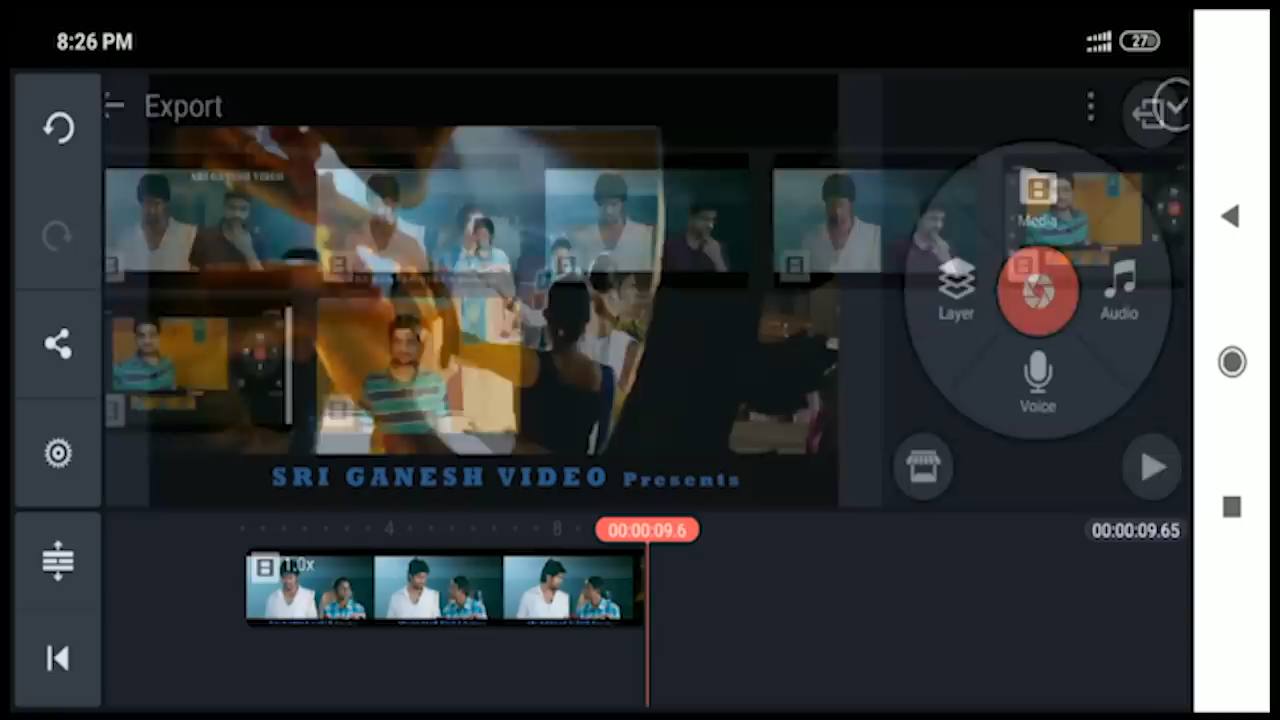 8:26 PM
27
Export
SRI GANESH VIDEO
Media
Layer
Audio
Voice
SRI GANESH VIDEO Presents
4
8
00:00:09.6
00:00:09.65
1.0x